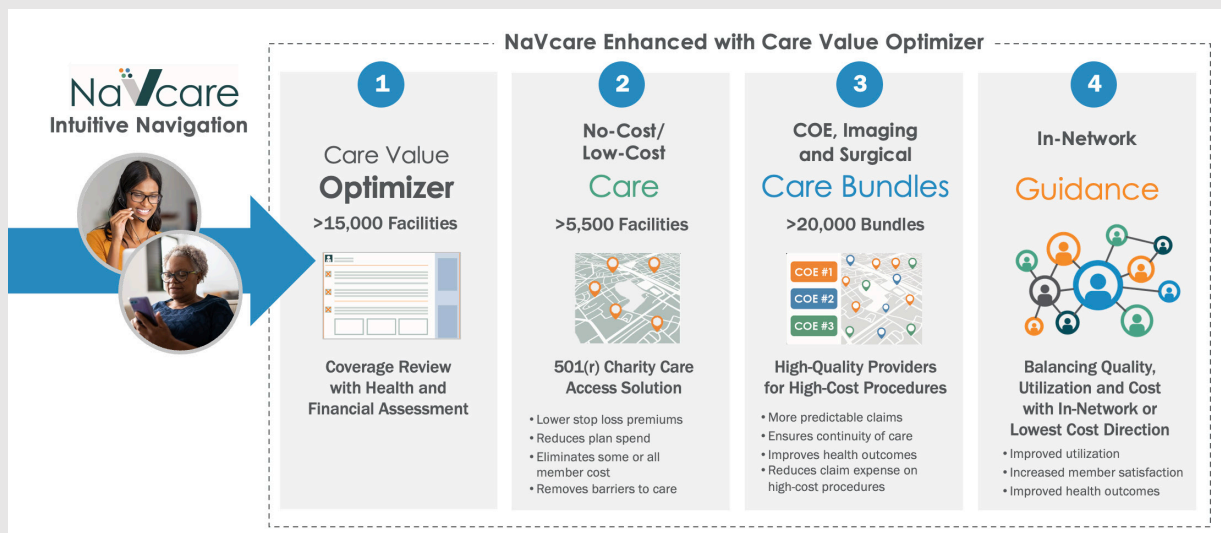 NaVcare Enhanced with Care Value Optimizer
NaVcare
Intuitive Navigation
1
Care Value
Optimizer
>15,000 Facilities
Coverage Review
with Health and
Financial Assessment
2
No-Cost/
Low-Cost
Care
>5,500 Facilities
501(r) Charity Care
Access Solution
• Lower stop loss premiums
• Reduces plan spend
• Eliminates some or all
member cost
• Removes barriers to care
3
COE, Imaging
and Surgical
Care Bundles
>20,000 Bundles
COE #1
COE #2
COE #3
High-Quality Providers
for High-Cost Procedures
• More predictable claims
• Ensures continuity of care
• Improves health outcomes
• Reduces claim expense on
high-cost procedures
4
In-Network
Guidance
Balancing Quality,
Utilization and Cost
with In-Network or
Lowest Cost Direction
• Improved utilization
• Increased member satisfaction
• Improved health outcomes